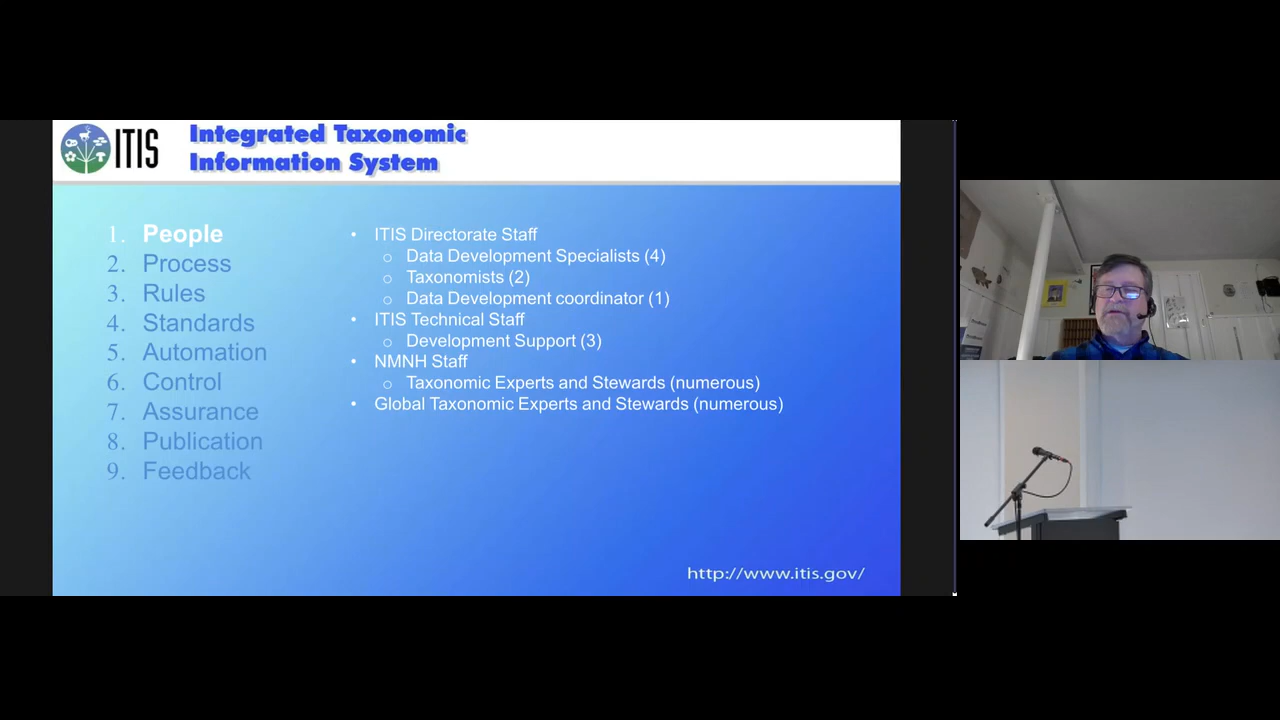 ITIS
Integrated Taxonomic
Information System
1. People
2. Process
3. Rules
4. Standards
5. Automation
6. Control
7. Assurance
8. Publication
9. Feedback
• ITIS Directorate Staff
o Data Development Specialists (4)
o Taxonomists (2)
o Data Development coordinator (1)
• ITIS Technical Staff
o Development Support (3)
• NMNH Staff
o Taxonomic Experts and Stewards (numerous)
• Global Taxonomic Experts and Stewards (numerous)
http://www.itis.gov/